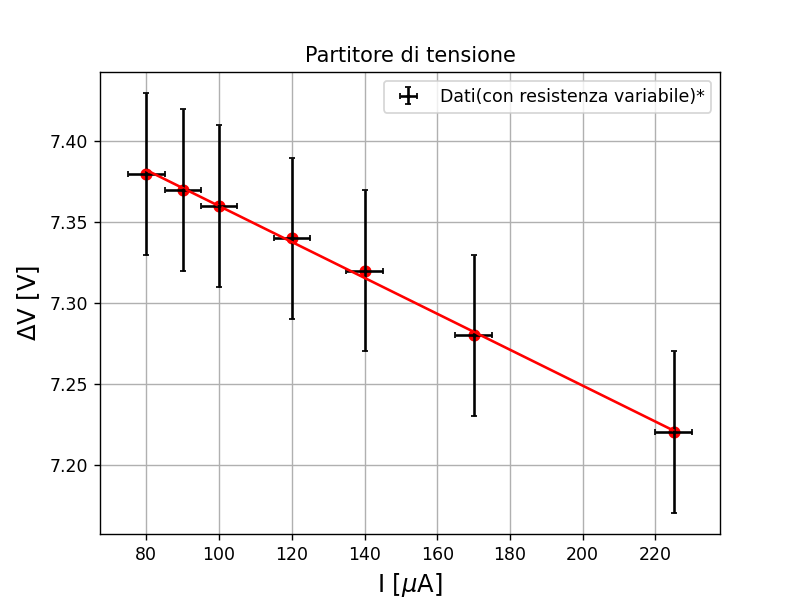 Partitore di tensione
Dati(con resistenza variabile)*
ΔV [V]
7.40
7.35
7.30
7.25
7.20
80 100 120 140 160 180 200 220
I [μA]